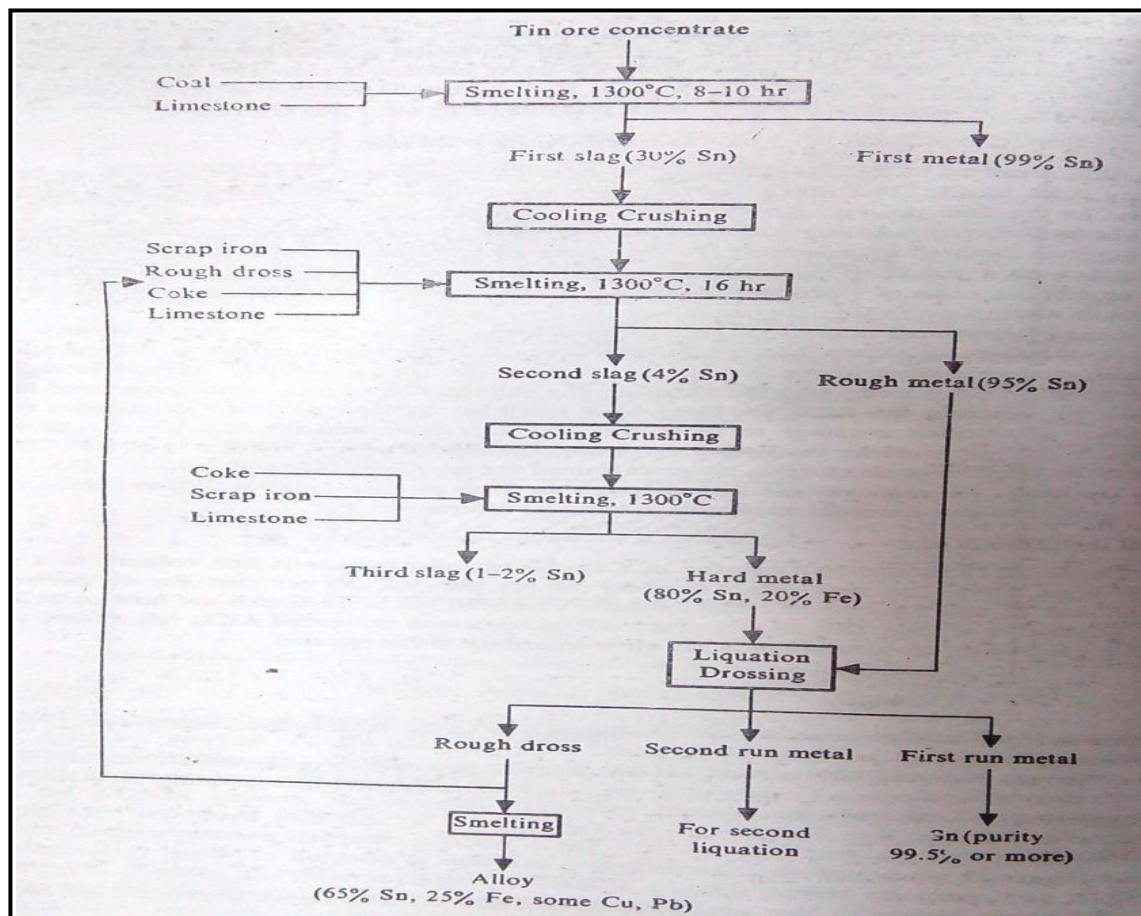 Tin ore concentrate
Coal
Limestone
Smelting, 1300°C, 8–10 hr
First slag (30% Sn)
First metal (99% Sn)
Cooling Crushing
Scrap iron
Rough dross
Coke
Limestone
Smelting, 1300°C, 16 hr
Second slag (4% Sn)
Rough metal (95% Sn)
Cooling Crushing
Coke
Scrap iron
Limestone
Smelting, 1300°C
Third slag (1–2% Sn)
Hard metal
(80% Sn, 20% Fe)
Liquation
Drossing
Rough dross
Second run metal
First run metal
Smelting
For second
liquation
Sn (purity
99.5% or more)
Alloy
(65% Sn, 25% Fe, some Cu, Pb)